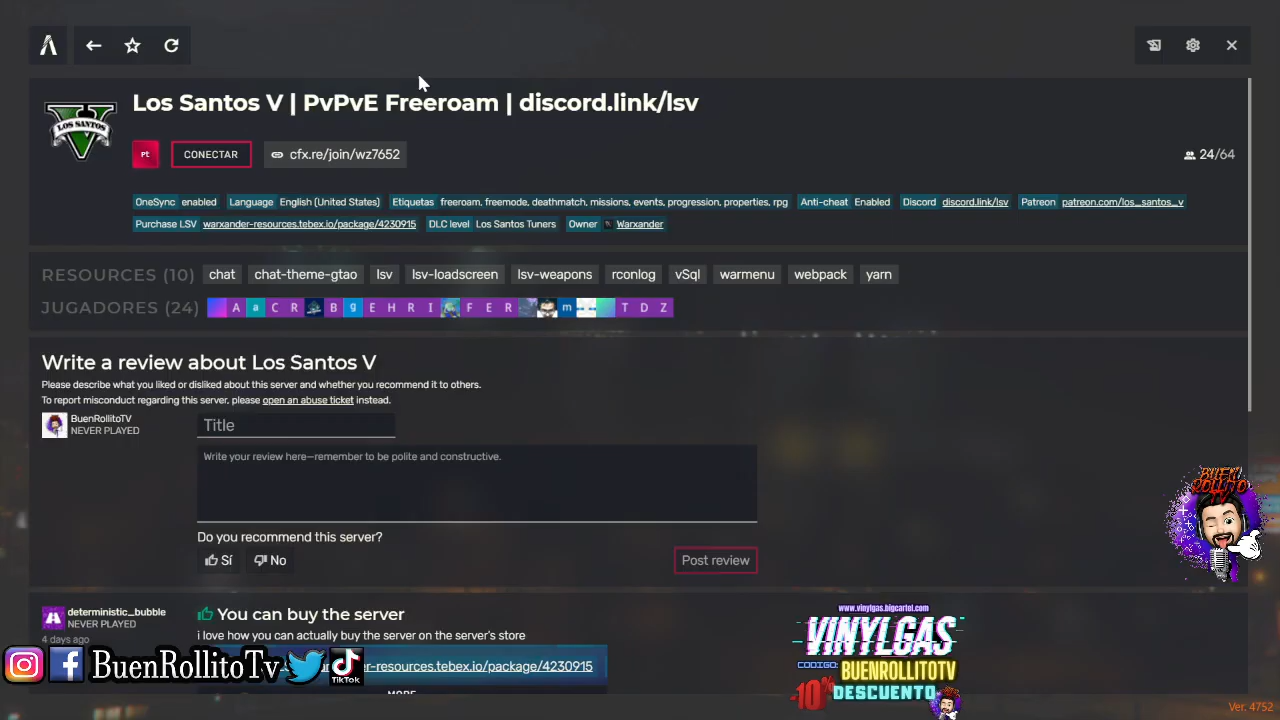 Los Santos V | PvPvE Freeroam | discord.link/lsv
LOS SANTOS
Pt
CONECTAR
cfx.re/join/wz7652
24/64
OneSync enabled Language English (United States) Etiquetas freeroam, freemode, deathmatch, missions, events, progression, properties, rpg Anti-cheat Enabled Discord discord.link/lsv Patreon patreon.com/los_santos_v
Purchase LSV warxander-resources.tebex.io/package/4230915 DLC level Los Santos Tuners Owner Warxander
RESOURCES (10) chat chat-theme-gtao lsv lsv-loadscreen lsv-weapons rconlog vSql warmenu webpack yarn
JUGADORES (24) A a C R B g E H R I F E R m T D Z
Write a review about Los Santos V
Please describe what you liked or disliked about this server and whether you recommend it to others.
To report misconduct regarding this server, please open an abuse ticket instead.
BuenRollitoTV
NEVER PLAYED
Title
Write your review here—remember to be polite and constructive.
Do you recommend this server?
Sí No
Post review
BUEN
ROLLITO
TV
deterministic_bubble
NEVER PLAYED
4 days ago
You can buy the server
i love how you can actually buy the server on the server's store
er-resources.tebex.io/package/4230915
MORE
BuenRollitoTv
TikTok
www.vinylgas.bigcartel.com
VINYLGAS
CODIGO: BUENROLLITOTV
-10% DESCUENTO
Ver. 4752